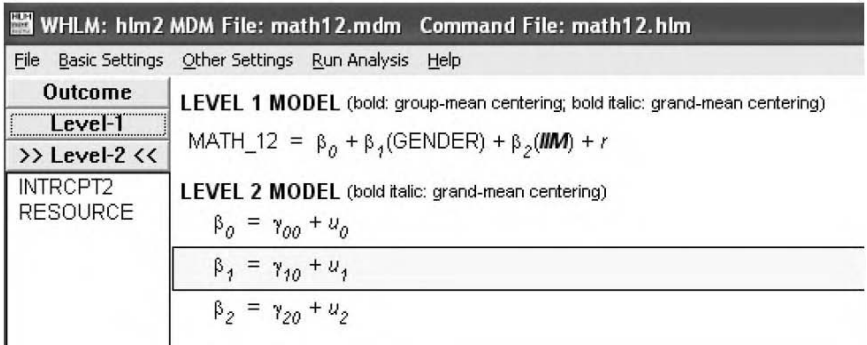 WHLM: hlm2 MDM File: math12.mdm Command File: math12.hlm
File Basic Settings Other Settings Run Analysis Help
Outcome
Level-1
>> Level-2 <<
INTRCPT2
RESOURCE
LEVEL 1 MODEL (bold: group-mean centering; bold italic: grand-mean centering)
MATH_12 = β0 + β1(GENDER) + β2(IIM) + r
LEVEL 2 MODEL (bold italic: grand-mean centering)
β0 = γ00 + u0
β1 = γ10 + u1
β2 = γ20 + u2